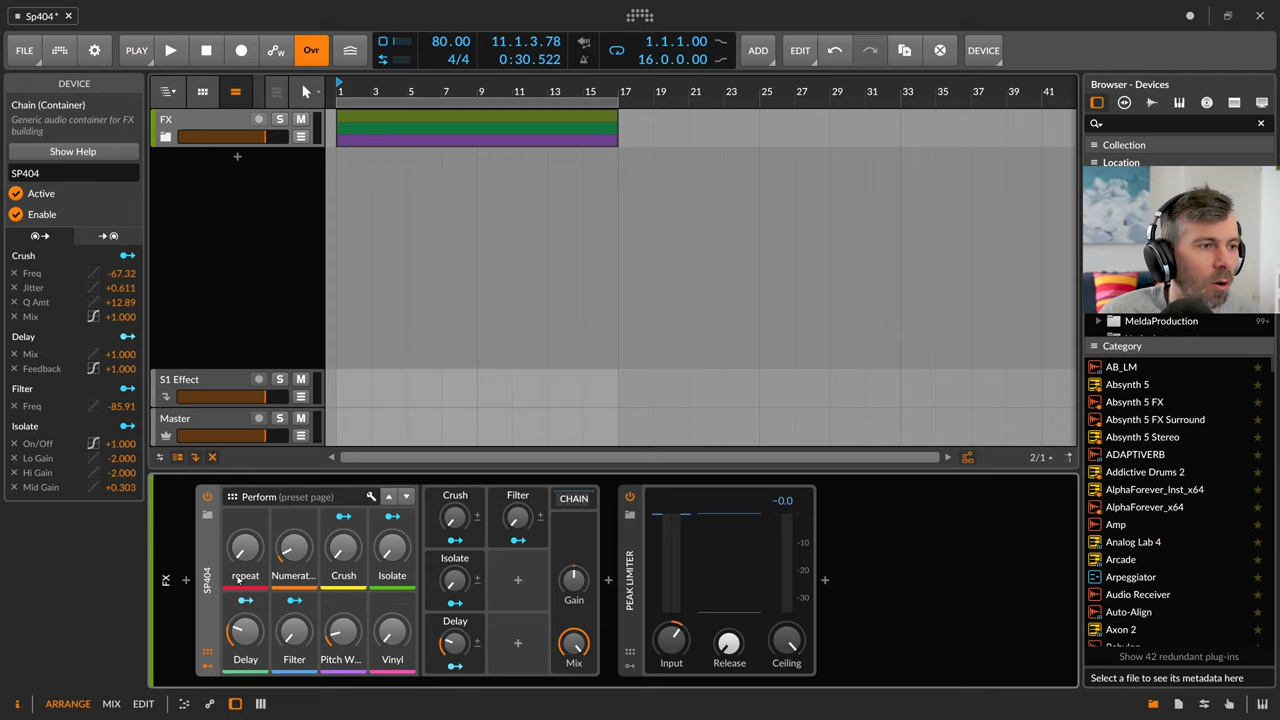 Sp404*
FILE
PLAY
Ovr
80.00
4/4
11.1.3.78
0:30.522
1.1.1.00
16.0.0.00
ADD
EDIT
DEVICE
DEVICE
Chain (Container)
Generic audio container for FX
building
Show Help
SP404
Active
Enable
Crush
Freq -67.32
Jitter +0.611
Q Amt +12.89
Mix +1.000
Delay
Mix +1.000
Feedback +1.000
Filter
Freq -85.91
Isolate
On/Off +1.000
Lo Gain -2.000
Hi Gain -2.000
Mid Gain +0.303
1 3 5 7 9 11 13 15 17 19 21 23 25 27 29 31 33 35 37 39 41
FX S M
S1 Effect S M
Master S M
2/1
FX
SP404
Perform (preset page)
repeat Numerat... Crush Isolate
Delay Filter Pitch W... Vinyl
Crush Filter
Isolate
Delay
CHAIN
Gain
Mix
PEAK LIMITER
-0.0
-10
-20
-30
Input Release Ceiling
Browser - Devices
Collection
Location
MeldaProduction 99+
Category
AB_LM
Absynth 5
Absynth 5 FX
Absynth 5 FX Surround
Absynth 5 Stereo
ADAPTIVERB
Addictive Drums 2
AlphaForever_Inst_x64
AlphaForever_x64
Amp
Analog Lab 4
Arcade
Arpeggiator
Audio Receiver
Auto-Align
Axon 2
Show 42 redundant plug-ins
Select a file to see its metadata here
ARRANGE MIX EDIT